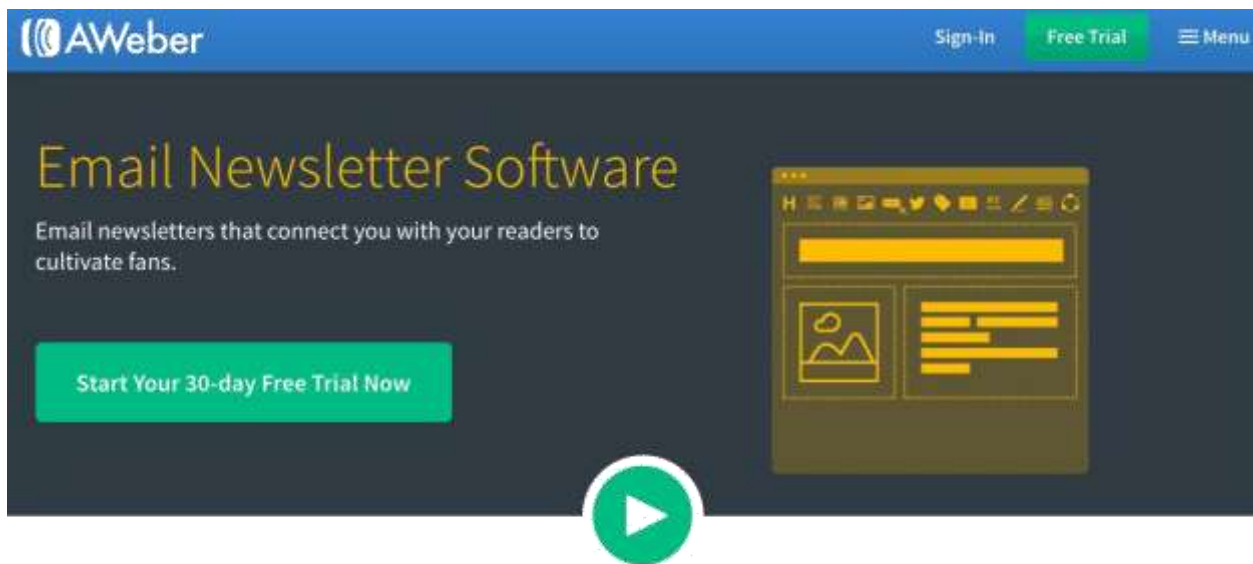 AWeber
Sign-In
Free Trial
Menu
Email Newsletter Software
Email newsletters that connect you with your readers to
cultivate fans.
H
Start Your 30-day Free Trial Now